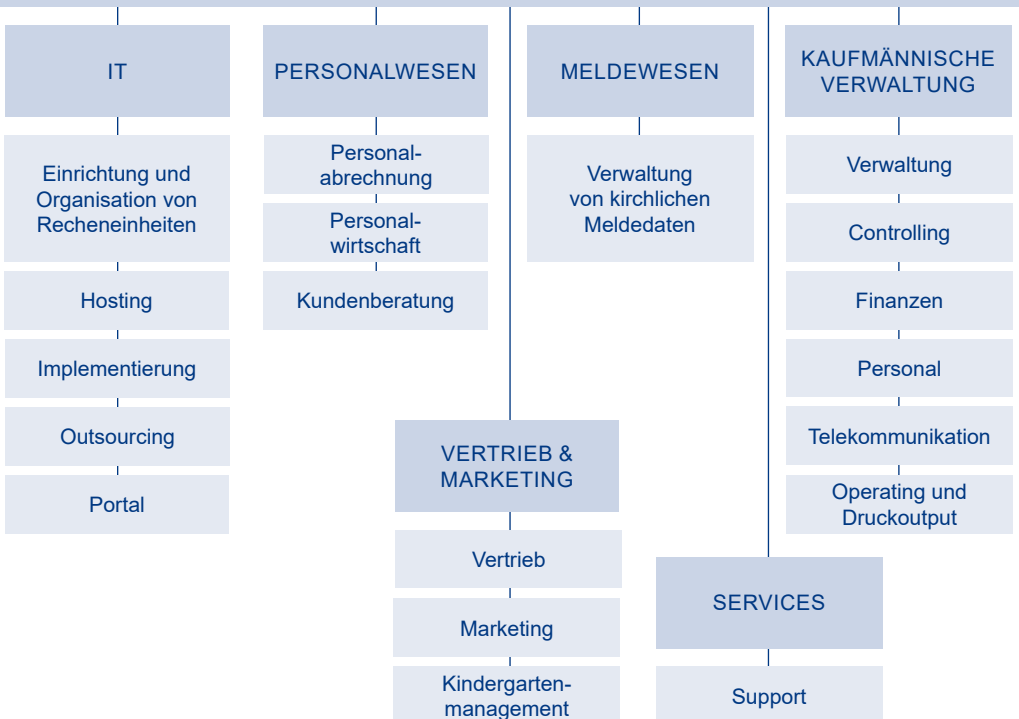 IT
Einrichtung und
Organisation von
Recheneinheiten
Hosting
Implementierung
Outsourcing
Portal
PERSONALWESEN
Personal-
abrechnung
Personal-
wirtschaft
Kundenberatung
VERTRIEB &
MARKETING
Vertrieb
Marketing
Kindergarten-
management
MELDEWESEN
Verwaltung
von kirchlichen
Meldedaten
SERVICES
Support
KAUFMÄNNISCHE
VERWALTUNG
Verwaltung
Controlling
Finanzen
Personal
Telekommunikation
Operating und
Druckoutput